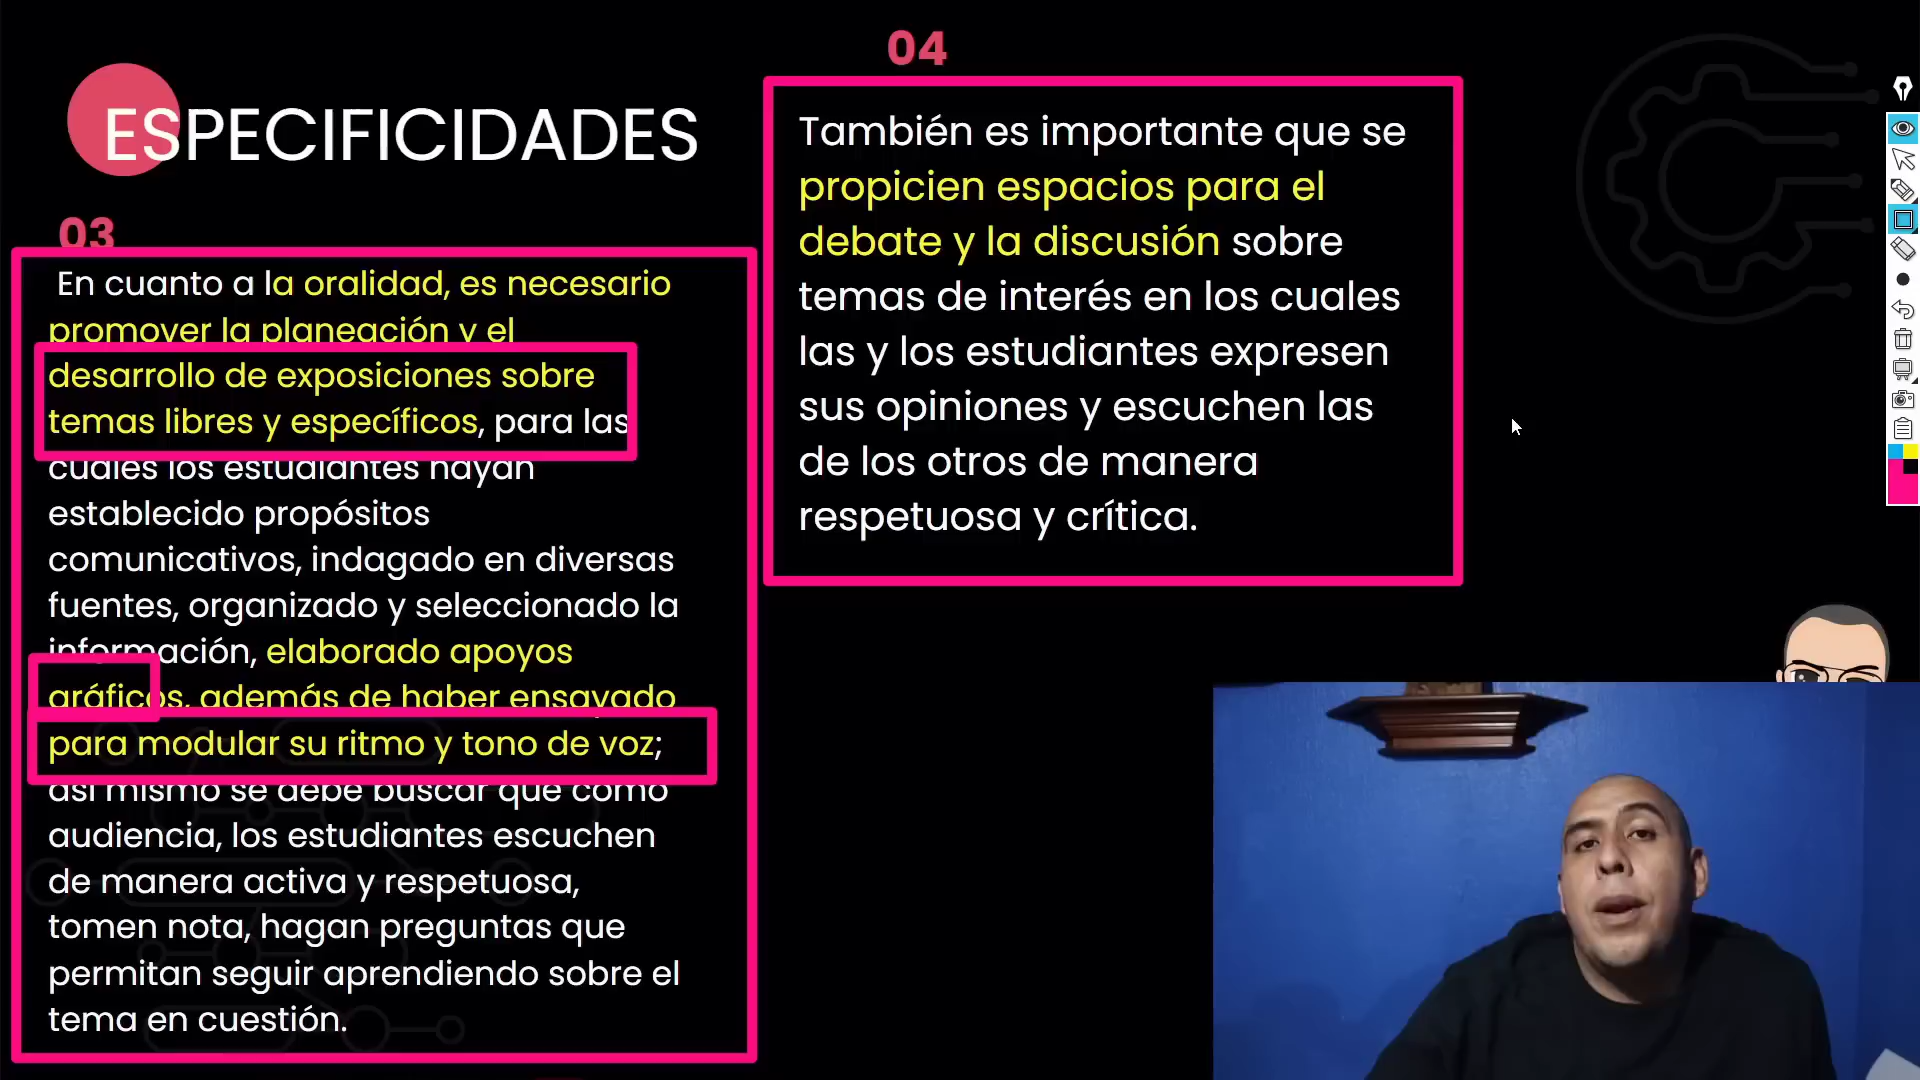 ESPECIFICIDADES
03
En cuanto a la oralidad, es necesario
promover la planeación y el
desarrollo de exposiciones sobre
temas libres y específicos, para las
cuales los estudiantes hayan
establecido propósitos
comunicativos, indagado en diversas
fuentes, organizado y seleccionado la
información, elaborado apoyos
gráficos, además de haber ensayado
para modular su ritmo y tono de voz;
así mismo se debe buscar que como
audiencia, los estudiantes escuchen
de manera activa y respetuosa,
tomen nota, hagan preguntas que
permitan seguir aprendiendo sobre el
tema en cuestión.
04
También es importante que se
propicien espacios para el
debate y la discusión sobre
temas de interés en los cuales
las y los estudiantes expresen
sus opiniones y escuchen las
de los otros de manera
respetuosa y crítica.